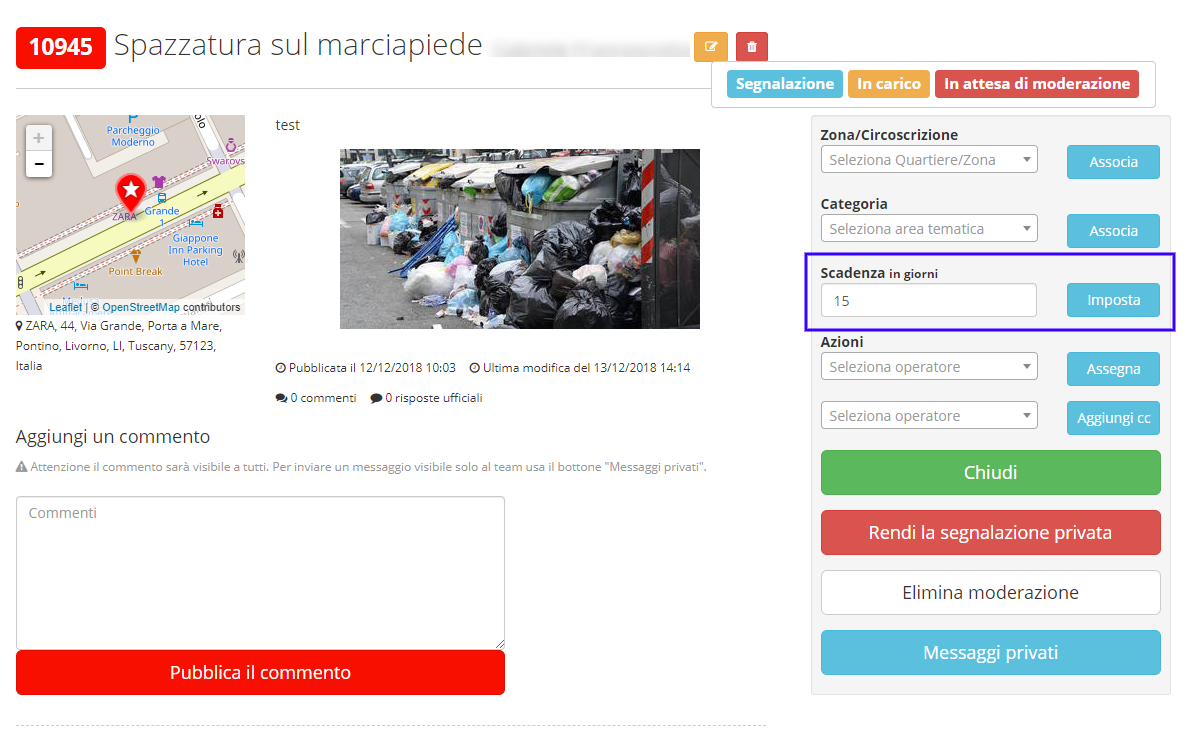 10945 Spazzatura sul marciapiede
Segnalazione In carico In attesa di moderazione
+
−
Parcheggio
Moderno
Swarovs
ZARA
Grande
1
Giappone
Inn Parking
Hotel
Point Break
Leaflet | © OpenStreetMap contributors
ZARA, 44, Via Grande, Porta a Mare,
Pontino, Livorno, LI, Tuscany, 57123,
Italia
test
Pubblicata il 12/12/2018 10:03 Ultima modifica del 13/12/2018 14:14
0 commenti 0 risposte ufficiali
Aggiungi un commento
Attenzione il commento sarà visibile a tutti. Per inviare un messaggio visibile solo al team usa il bottone "Messaggi privati".
Commenti
Pubblica il commento
Zona/Circoscrizione
Seleziona Quartiere/Zona Associa
Categoria
Seleziona area tematica Associa
Scadenza in giorni
15 Imposta
Azioni
Seleziona operatore Assegna
Seleziona operatore Aggiungi cc
Chiudi
Rendi la segnalazione privata
Elimina moderazione
Messaggi privati